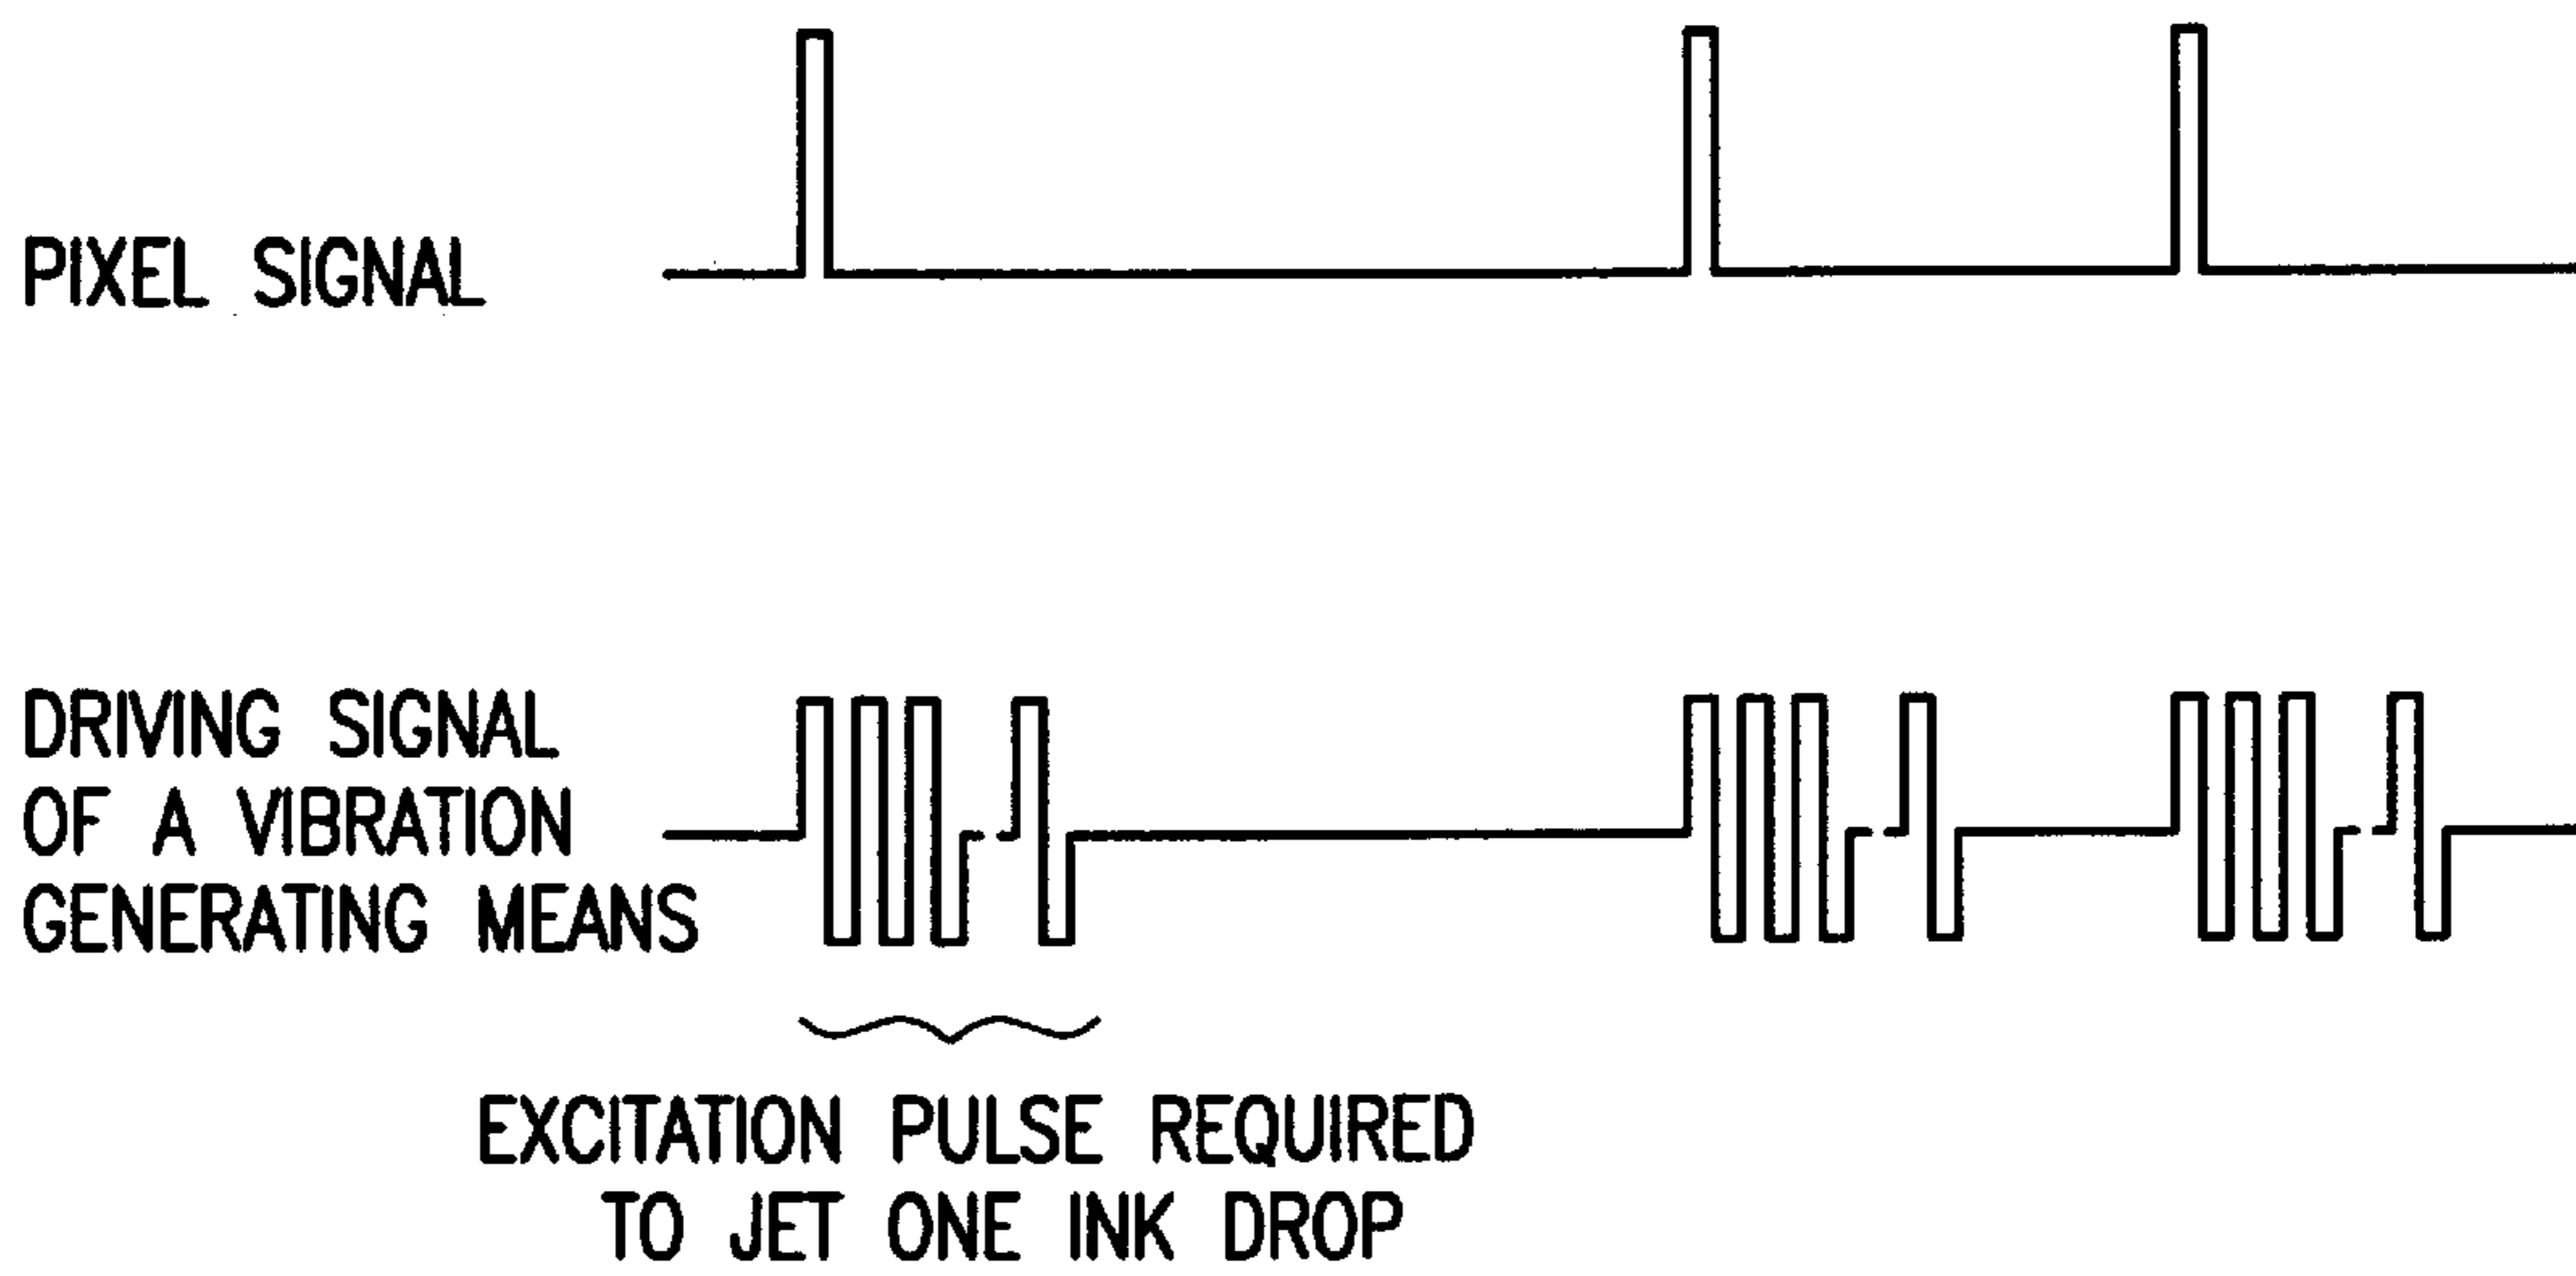 PIXEL SIGNAL
DRIVING SIGNAL
OF A VIBRATION
GENERATING MEANS
EXCITATION PULSE REQUIRED
TO JET ONE INK DROP